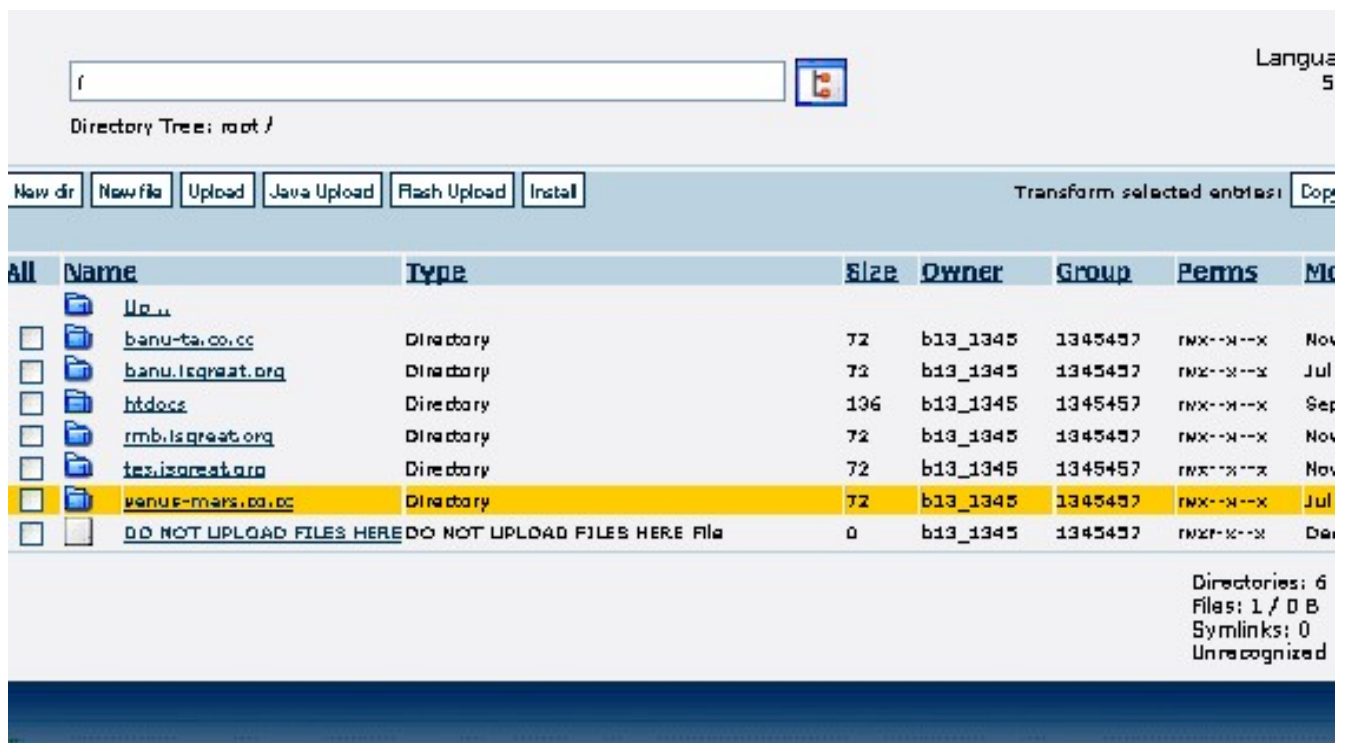 Langua
/
5
Directory Tree: root /
New dir New file Upload Java Upload Flash Upload Install Transform selected entries: Copy
All Name Type Size Owner Group Perms Mo
Up ..
banu-ta.co.cc Directory 72 b13_1345 1345457 rwx--x--x Nov
banu.isgreat.org Directory 72 b13_1345 1345457 rwx--x--x Jul
htdocs Directory 136 b13_1345 1345457 rwx--x--x Sep
rmb.isgreat.org Directory 72 b13_1345 1345457 rwx--x--x Nov
tes.isgreat.org Directory 72 b13_1345 1345457 rwx--x--x Nov
venus-mars.co.cc Directory 72 b13_1345 1345457 rwx--x--x Jul
DO NOT UPLOAD FILES HERE DO NOT UPLOAD FILES HERE File 0 b13_1345 1345457 rwxr-x--x Dec
Directories: 6
Files: 1 / 0 B
Symlinks: 0
Unrecognized